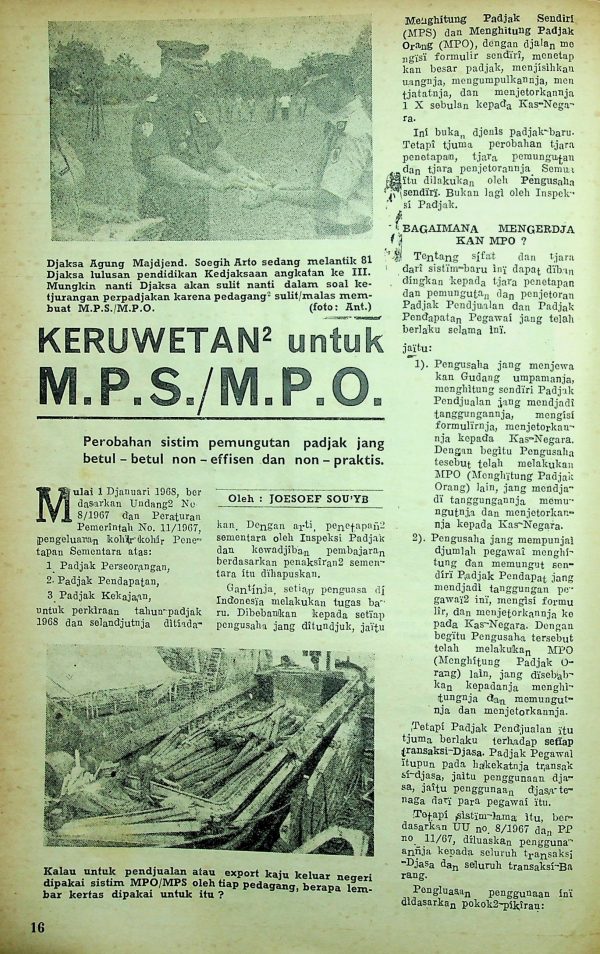 Djaksa Agung Majdjend. Soegih Arto sedang melantik 81
Djaksa lulusan pendidikan Kedjaksaan angkatan ke III.
Mungkin nanti Djaksa akan sulit nanti dalam soal ke-
tjurangan perpadjakan karena pedagang² sulit/malas mem-
buat M.P.S./M.P.O. (foto: Ant.)
KERUWETAN² untuk
M.P.S./M.P.O.
Perobahan sistim pemungutan padjak jang
betul - betul non - effisen dan non - praktis.
Mulai 1 Djanuari 1968, ber
dasarkan Undang2 No
8/1967 dan Peraturan
Pemerintah No. 11/1967,
pengeluaran kohir-kohir Pene-
tapan Sementara atas:
1 Padjak Perseorangan,
2. Padjak Pendapatan,
3 Padjak Kekajaan,
untuk perkiraan tahun-padjak
1968 dan selandjutnja ditiada-
Oleh : JOESOEF SOU'YB
kan. Dengan arti, penetapan2
sementara oleh Inspeksi Padjak
dan kewadjiban pembajaran
berdasarkan penaksiran2 semen-
tara itu dihapuskan.
Gantinja, setiap penguasa di
Indonesia melakukan tugas ba-
ru. Dibebankan kepada setiap
pengusaha jang ditundjuk, jaitu
Kalau untuk pendjualan atau export kaju keluar negeri
dipakai sistim MPO/MPS oleh tiap pedagang, berapa lem-
bar kertas dipakai untuk itu ?
Menghitung Padjak Sendiri
(MPS) dan Menghitung Padjak
Orang (MPO), dengan djalan me
ngisi formulir sendiri, menetap
kan besar padjak, menjisihkan
uangnja, mengumpulkannja, men
tjatatnja, dan menjetorkannja
1 X sebulan kepada Kas-Nega-
ra.
Ini bukan djenis padjak-baru.
Tetapi tjuma perobahan tjara
penetapan, tjara pemungutan
dan tjara penjetorannja Semua
itu dilakukan oleh Pengusaha
sendiri. Bukan lagi oleh Inspek-
si Padjak.
BAGAIMANA MENGERDJA
KAN MPO ?
Tentang sifat dan tjara
dari sistim-baru ini dapat diban
dingkan kepada tjara penetapan
dan pemungutan dan penjetoran
Padjak Pendjualan dan Padjak
Pendapatan Pegawai jang telah
berlaku selama ini.
jaitu:
1). Pengusaha jang menjewa
kan Gudang umpamanja,
menghitung sendiri Padjak
Pendjualan jang mendjadi
tanggungannja, mengisi
formulirnja, menjetorkan-
nja kepada Kas-Negara.
Dengan begitu Pengusaha
tesebut telah melakukan
MPO (Menghitung Padjak
Orang) lain, jang mendja-
di tanggungannja memu-
ngutnja dan menjetorkan-
nja kepada Kas-Negara.
2). Pengusaha jang mempunjai
djumlah pegawai menghi-
tung dan memungut sen-
diri Padjak Pendapat jang
mendjadi tanggungan pe-
gawai2 ini, mengisi formu
lir, dan menjetorkannja ke
pada Kas-Negara. Dengan
begitu Pengusaha tersebut
telah melakukan MPO
(Menghitung Padjak O-
rang) lain, jang disebab-
kan kepadanja menghi-
tungnja dan memungut-
nja dan menjetorkannja.
Tetapi Padjak Pendjualan itu
tjuma berlaku terhadap setiap
transaksi-Djasa. Padjak Pegawai
itupun pada hakekatnja transak
si-djasa, jaitu penggunaan dja-
sa, jaitu penggunaan djasa-te-
naga dari para pegawai itu.
Tetapi sistim-lama itu, ber-
dasarkan UU no 8/1967 dan PP
no 11/67, diluaskan pengguna-
annja kepada seluruh transaksi
-Djasa dan seluruh transaksi-Ba
rang.
Pengluasan penggunaan ini
didasarkan pokok2-pikiran:
16